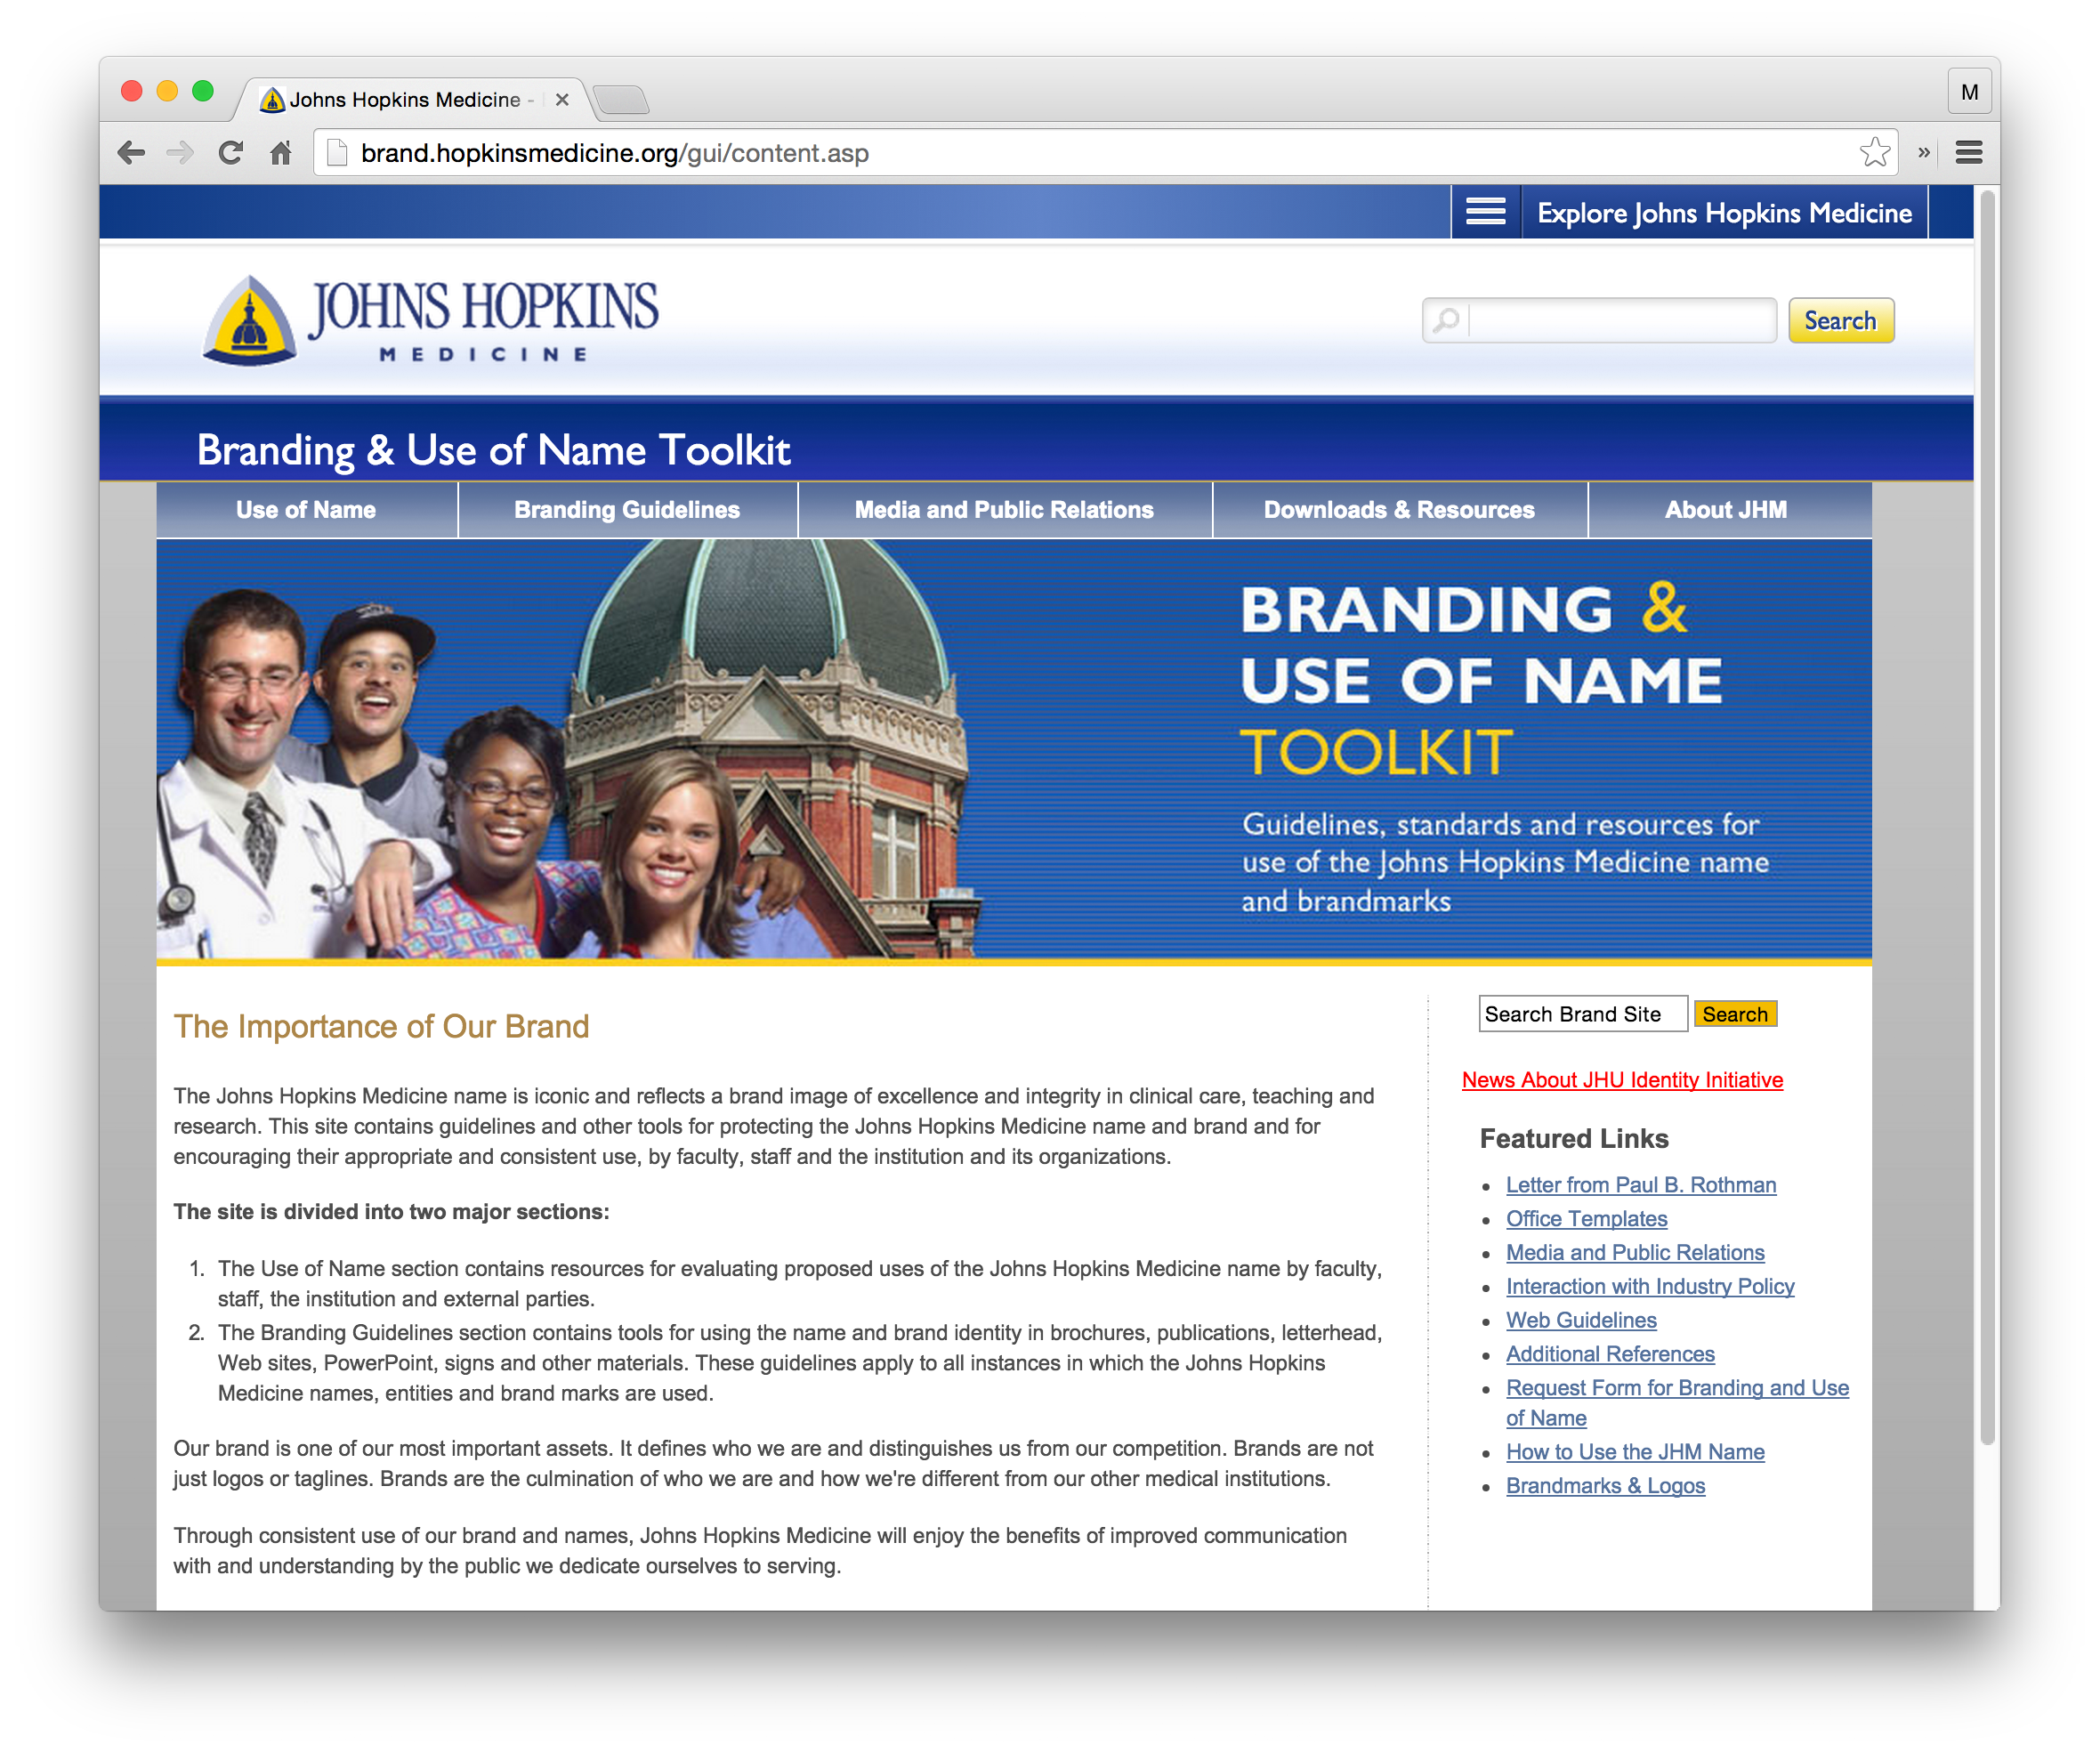 Johns Hopkins Medicine -
M
brand.hopkinsmedicine.org/gui/content.asp
Explore Johns Hopkins Medicine
JOHNS HOPKINS
MEDICINE
Search
Branding & Use of Name Toolkit
Use of Name
Branding Guidelines
Media and Public Relations
Downloads & Resources
About JHM
BRANDING &
USE OF NAME
TOOLKIT
Guidelines, standards and resources for
use of the Johns Hopkins Medicine name
and brandmarks
The Importance of Our Brand
The Johns Hopkins Medicine name is iconic and reflects a brand image of excellence and integrity in clinical care, teaching and
research. This site contains guidelines and other tools for protecting the Johns Hopkins Medicine name and brand and for
encouraging their appropriate and consistent use, by faculty, staff and the institution and its organizations.
The site is divided into two major sections:
1. The Use of Name section contains resources for evaluating proposed uses of the Johns Hopkins Medicine name by faculty,
staff, the institution and external parties.
2. The Branding Guidelines section contains tools for using the name and brand identity in brochures, publications, letterhead,
Web sites, PowerPoint, signs and other materials. These guidelines apply to all instances in which the Johns Hopkins
Medicine names, entities and brand marks are used.
Our brand is one of our most important assets. It defines who we are and distinguishes us from our competition. Brands are not
just logos or taglines. Brands are the culmination of who we are and how we're different from our other medical institutions.
Through consistent use of our brand and names, Johns Hopkins Medicine will enjoy the benefits of improved communication
with and understanding by the public we dedicate ourselves to serving.
Search Brand Site
Search
News About JHU Identity Initiative
Featured Links
• Letter from Paul B. Rothman
• Office Templates
• Media and Public Relations
• Interaction with Industry Policy
• Web Guidelines
• Additional References
• Request Form for Branding and Use
of Name
• How to Use the JHM Name
• Brandmarks & Logos